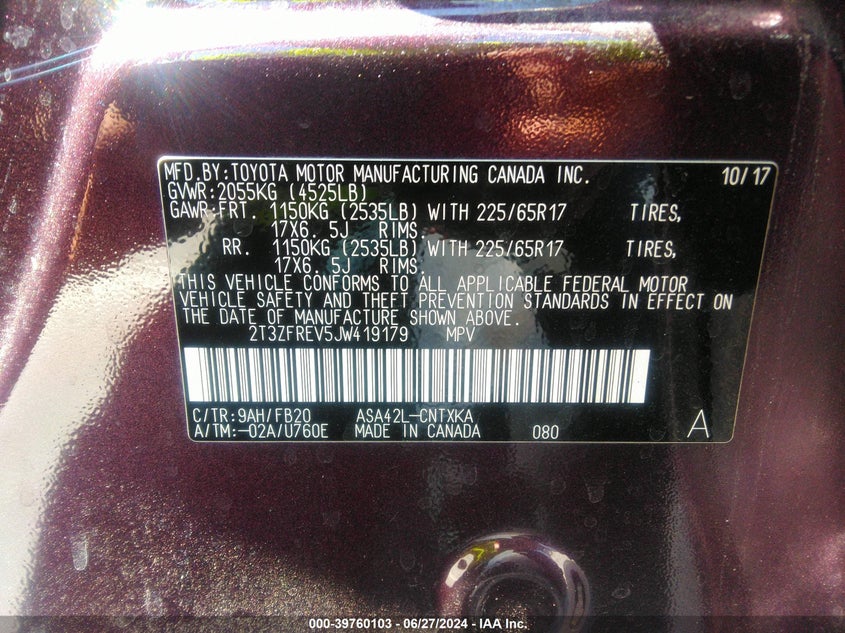 MFD.BY:TOYOTA MOTOR MANUFACTURING CANADA INC. 10/17
GVWR:2055KG (4525LB)
GAWR:FRT. 1150KG (2535LB) WITH 225/65R17 TIRES,
17X6.5J RIMS.
RR. 1150KG (2535LB) WITH 225/65R17 TIRES,
17X6.5J RIMS.
THIS VEHICLE CONFORMS TO ALL APPLICABLE FEDERAL MOTOR
VEHICLE SAFETY AND THEFT PREVENTION STANDARDS IN EFFECT ON
THE DATE OF MANUFACTURE SHOWN ABOVE.
2T3ZFREV5JW419179 MPV
C/TR:9AH/FB20 ASA42L-CNTXKA
A/TM:-02A/U760E MADE IN CANADA 080 A
000-39760103 - 06/27/2024 - IAA Inc.